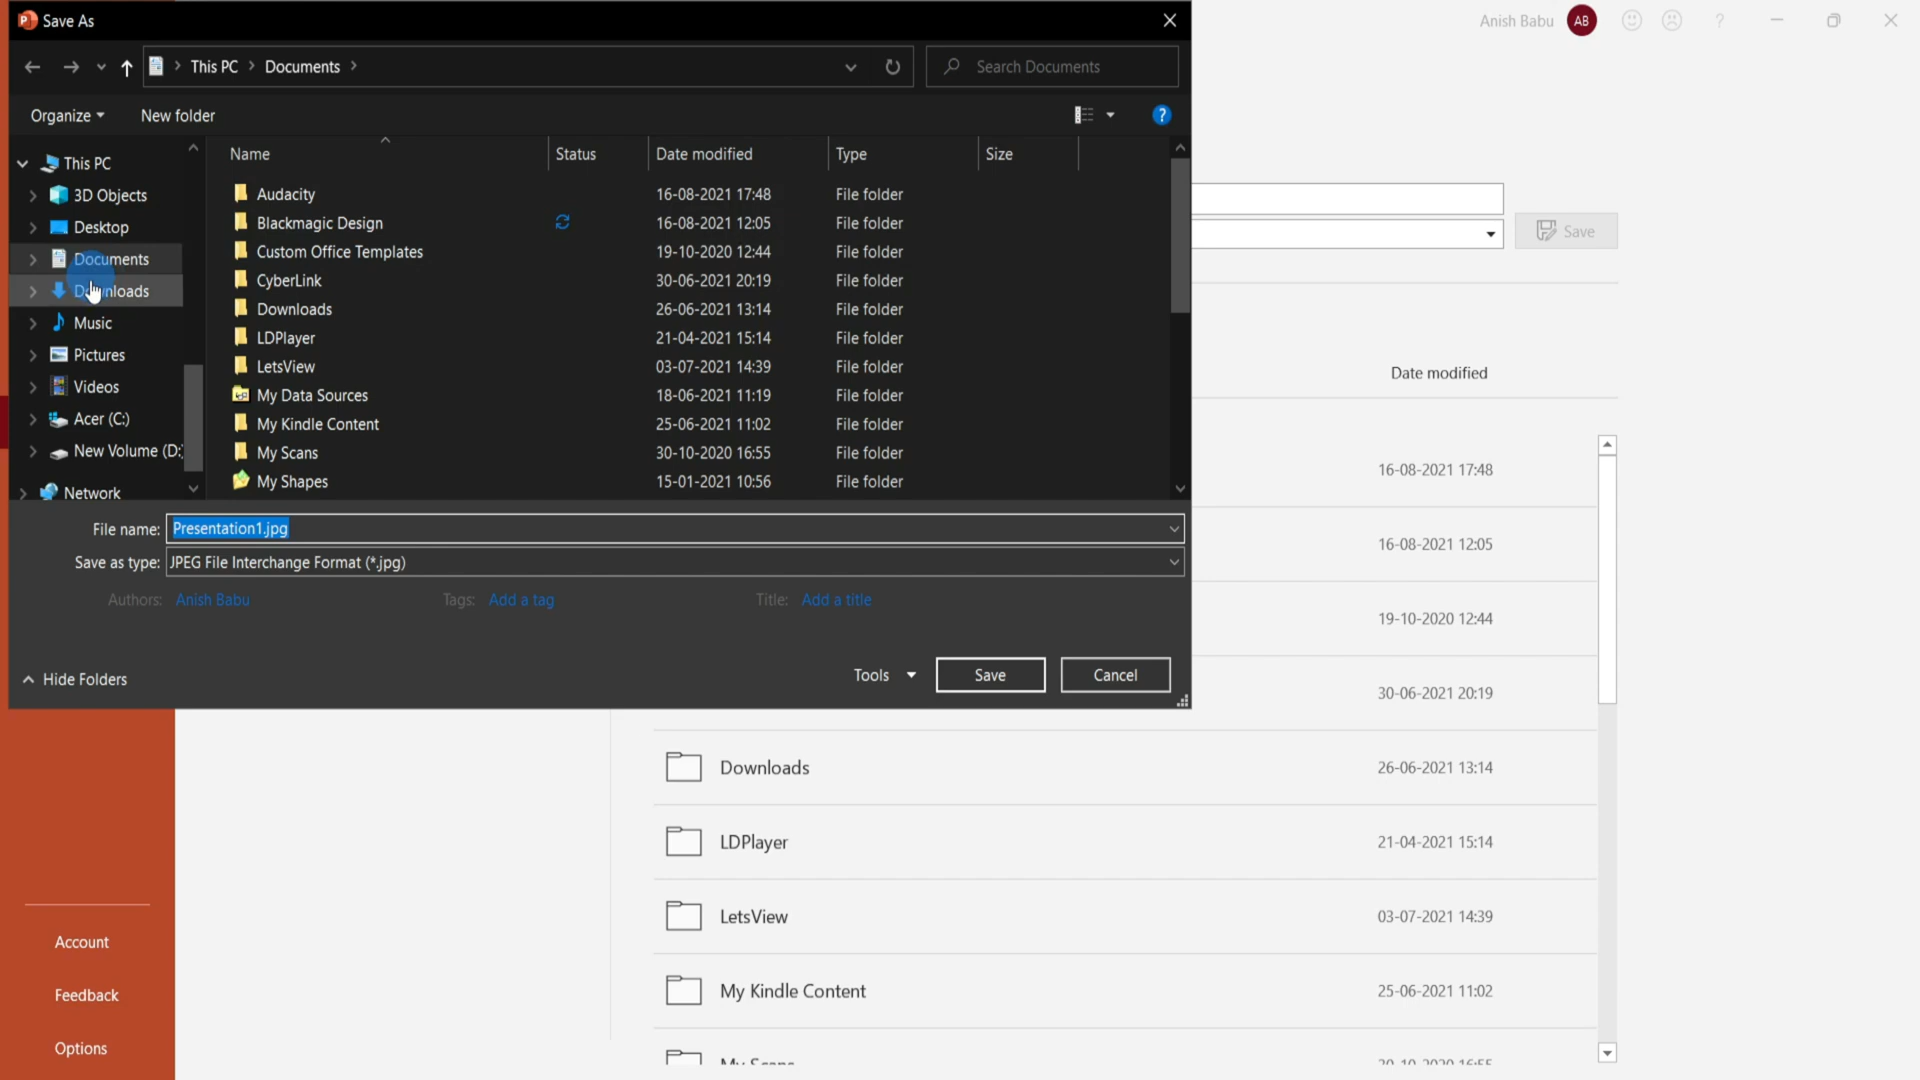 Save As
Anish Babu AB
This PC Documents
Search Documents
Organize New folder
This PC
3D Objects
Desktop
Documents
Music
Pictures
Videos
Acer (C:)
New Volume (D:
Network
Name Status Date modified Type Size
Audacity 16-08-2021 17:48 File folder
Blackmagic Design 16-08-2021 12:05 File folder
Custom Office Templates 19-10-2020 12:44 File folder
CyberLink 30-06-2021 20:19 File folder
Downloads 26-06-2021 13:14 File folder
LDPlayer 21-04-2021 15:14 File folder
LetsView 03-07-2021 14:39 File folder
My Data Sources 18-06-2021 11:19 File folder
My Kindle Content 25-06-2021 11:02 File folder
My Scans 30-10-2020 16:55 File folder
My Shapes 15-01-2021 10:56 File folder
File name: Presentation1.jpg
Save as type: JPEG File Interchange Format (*.jpg)
Authors: Anish Babu Tags: Add a tag Title: Add a title
Hide Folders
Tools Save Cancel
Save
Date modified
16-08-2021 17:48
16-08-2021 12:05
19-10-2020 12:44
30-06-2021 20:19
Downloads 26-06-2021 13:14
LDPlayer 21-04-2021 15:14
LetsView 03-07-2021 14:39
My Kindle Content 25-06-2021 11:02
Account
Feedback
Options